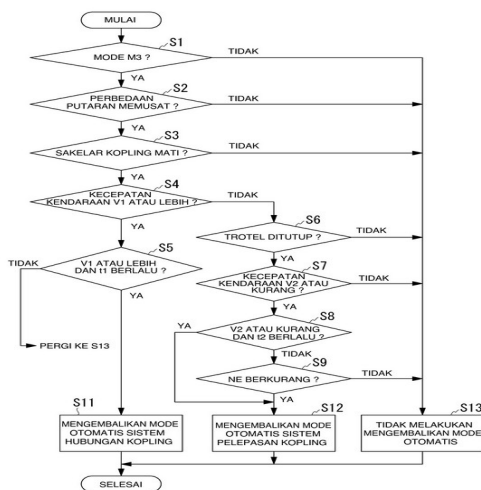 MULAI
S1
MODE M3 ?
TIDAK
YA
S2
PERBEDAAN
PUTARAN MEMUSAT ?
TIDAK
YA
S3
SAKELAR KOPLING MATI ?
TIDAK
YA
S4
KECEPATAN
KENDARAAN V1 ATAU LEBIH ?
TIDAK
YA
S5
V1 ATAU LEBIH
DAN t1 BERLALU ?
TIDAK
YA
PERGI KE S13
S6
TROTEL DITUTUP ?
TIDAK
YA
S7
KECEPATAN
KENDARAAN V2 ATAU
KURANG ?
TIDAK
YA
S8
V2 ATAU KURANG
DAN t2 BERLALU ?
YA
TIDAK
S9
NE BERKURANG ?
TIDAK
YA
S11
MENGEMBALIKAN MODE
OTOMATIS SISTEM
HUBUNGAN KOPLING
S12
MENGEMBALIKAN MODE
OTOMATIS SISTEM
PELEPASAN KOPLING
S13
TIDAK MELAKUKAN
MENGEMBALIKAN MODE
OTOMATIS
SELESAI